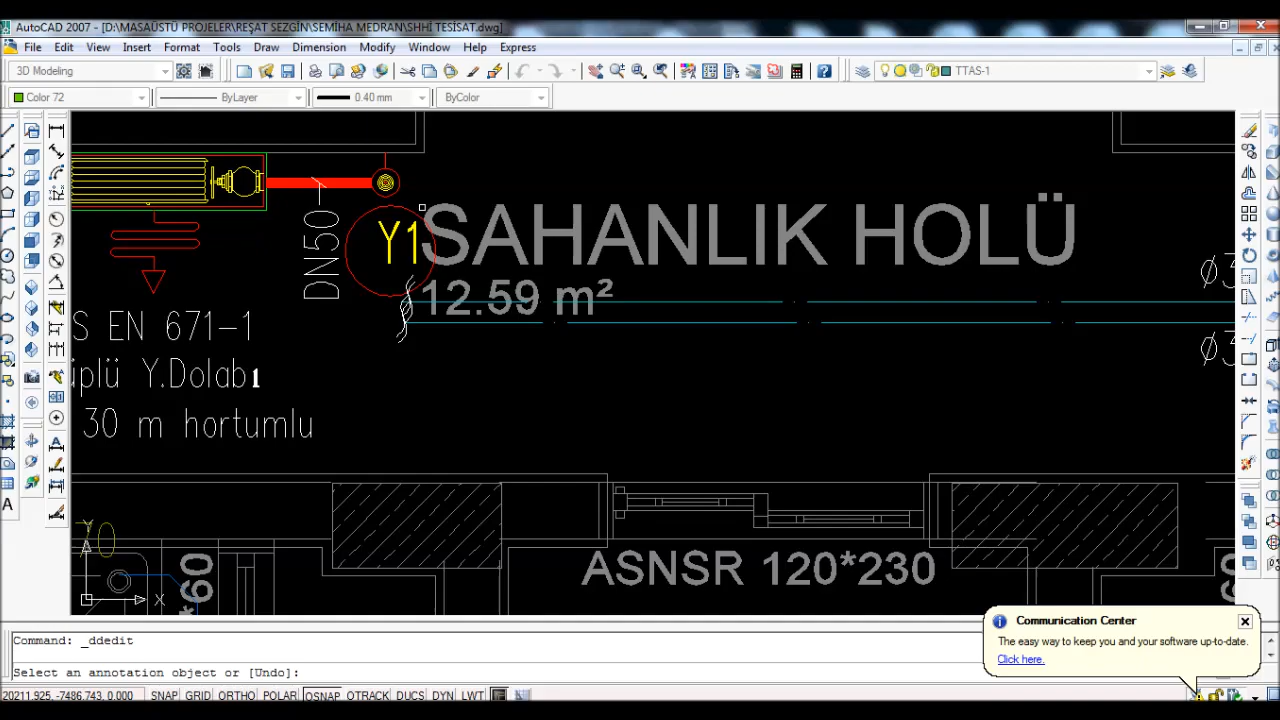 AutoCAD 2007 - [D:\MASAÜSTÜ PROJELER\REŞAT SEZGİN\SEMİHA MEDRAN\SHHİ TESİSAT.dwg]
File Edit View Insert Format Tools Draw Dimension Modify Window Help Express
3D Modeling
TTAS-1
Color 72
ByLayer
0.40 mm
ByColor
Y1
SAHANLIK HOLÜ
DN50
12.59 m²
S EN 671-1
üplü Y.Dolabı
30 m hortumlu
ASNSR 120*230
*60
Y
X
Command: _ddedit
Select an annotation object or [Undo]:
Communication Center
The easy way to keep you and your software up-to-date.
Click here.
20211.925, -7486.743, 0.000
SNAP GRID ORTHO POLAR OSNAP OTRACK DUCS DYN LWT